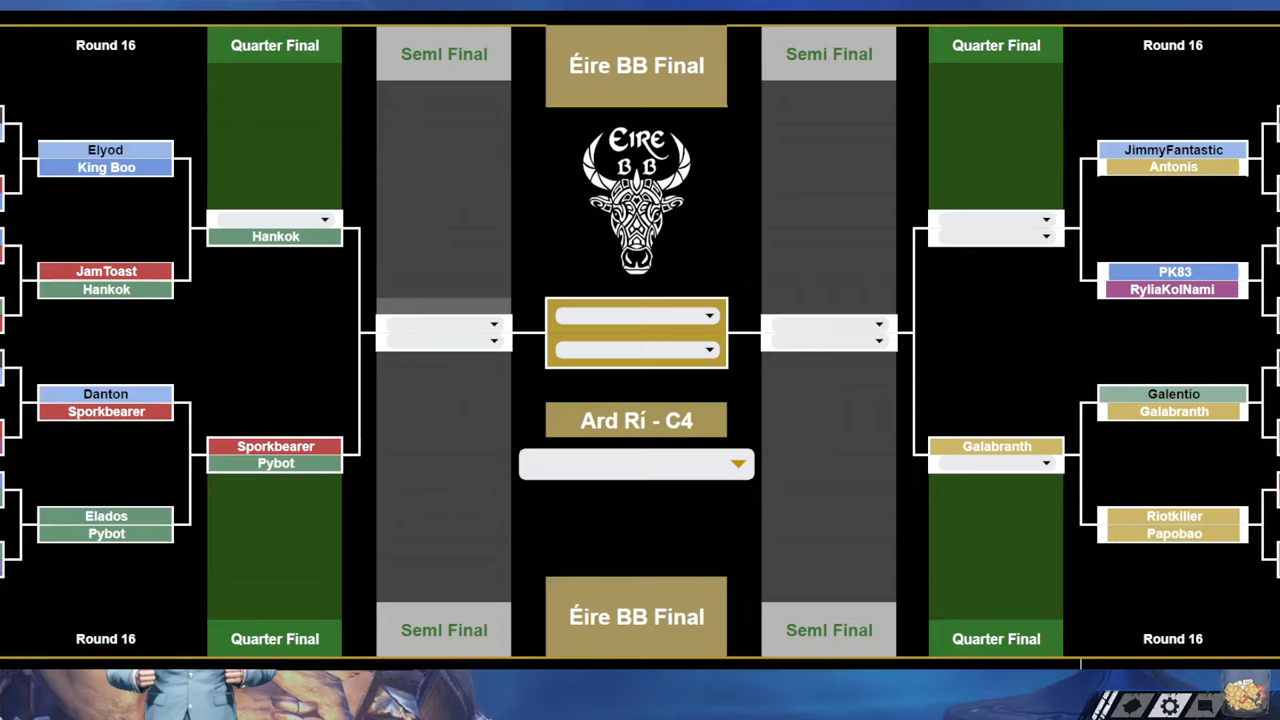 Round 16
Quarter Final
SemI Final
Éire BB Final
Semi Final
Quarter Final
Round 16
EIRE
B B
Elyod
King Boo
JamToast
Hankok
Danton
Sporkbearer
Elados
Pybot
Hankok
Sporkbearer
Pybot
Ard Rí - C4
Galabranth
JimmyFantastic
Antonis
PK83
RyliaKolNami
Galentio
Galabranth
Riotkiller
Papobao
Round 16
Quarter Final
SemI Final
Éire BB Final
Semi Final
Quarter Final
Round 16